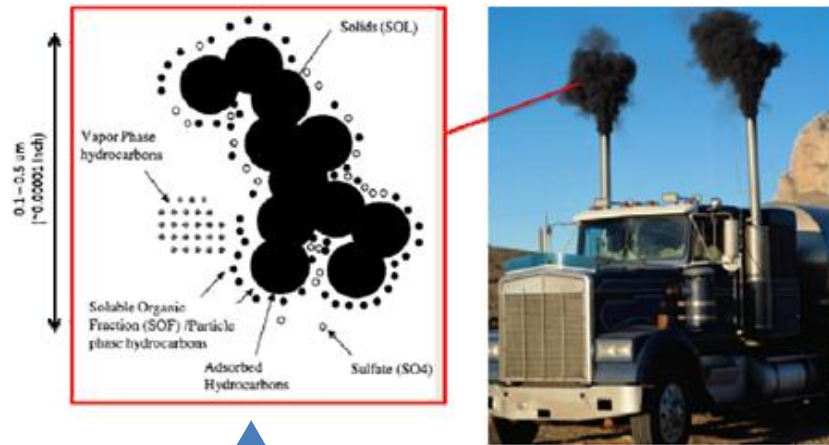 Solids (SOL)
Vapor Phase
hydrocarbons
0.1 – 0.5 um
(~0.00001 inch)
Soluble Organic
Fraction (SOF) /Particle
phase hydrocarbons
Adsorbed
Hydrocarbons
Sulfate (SO4)